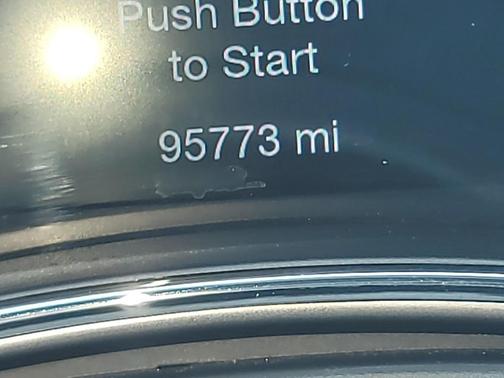 Push Button
to Start
95773 mi